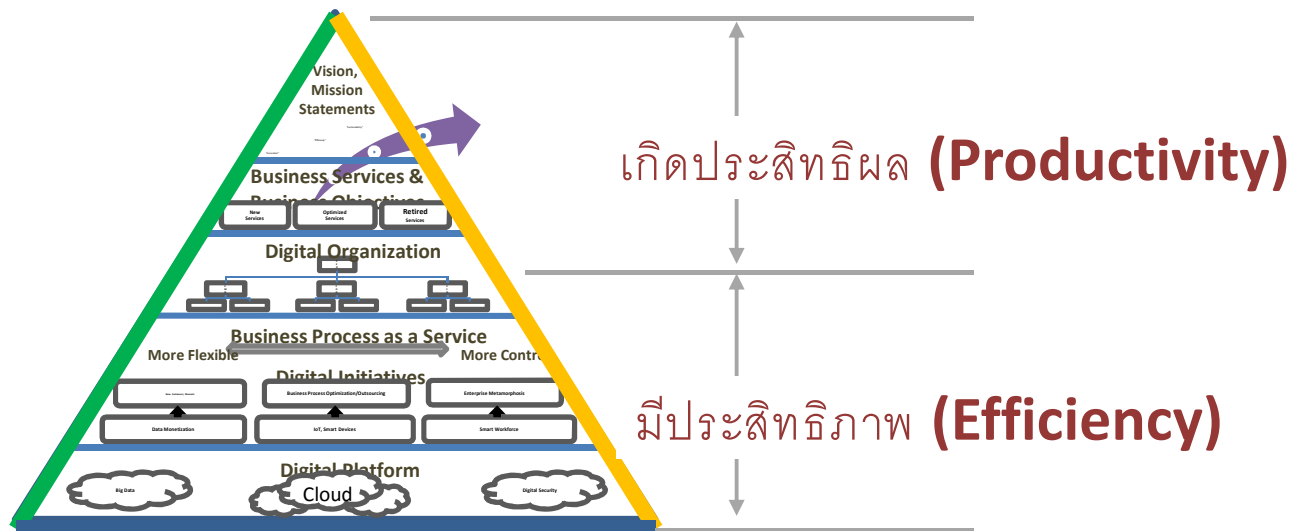 Vision,
Mission
Statements
Business Services &
Business Objectives
New
Services
Optimized
Services
Retired
Services
Digital Organization
Business Process as a Service
More Flexible
More Contro
Digital Initiatives
Business Process Optimization/Outsourcing
Enterprise Metamorphosis
Data Monetization
IoT, Smart Devices
Smart Workforce
Digital Platform
Big Data
Cloud
Digital Security
เกิดประสิทธิผล (Productivity)
มีประสิทธิภาพ (Efficiency)